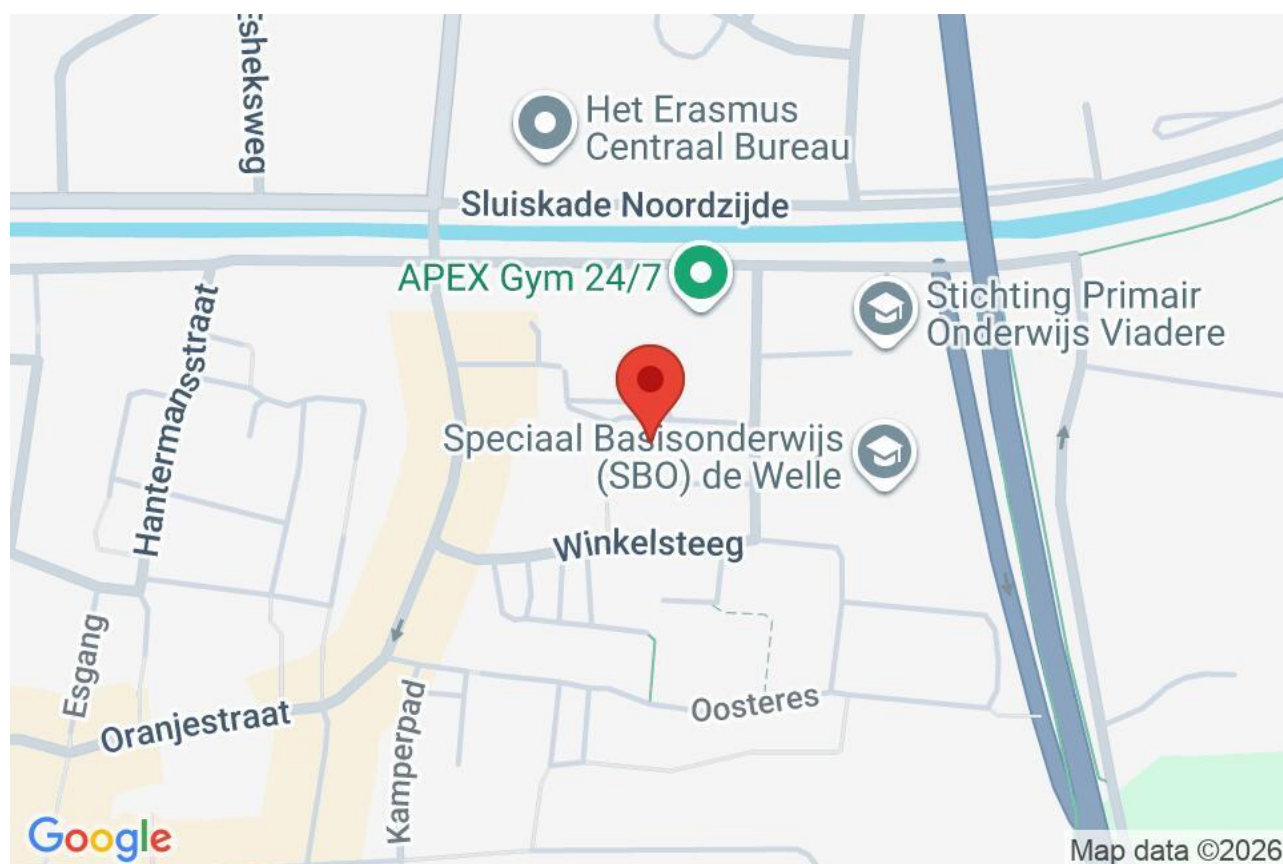 Esheksweg
Het Erasmus
Centraal Bureau
Sluiskade Noordzijde
APEX Gym 24/7
Stichting Primair
Onderwijs Viadere
Hantermansstraat
Speciaal Basisonderwijs
(SBO) de Welle
Winkelsteeg
Esgang
Oranjestraat
Kamperpad
Oosteres
Google
Map data ©2026